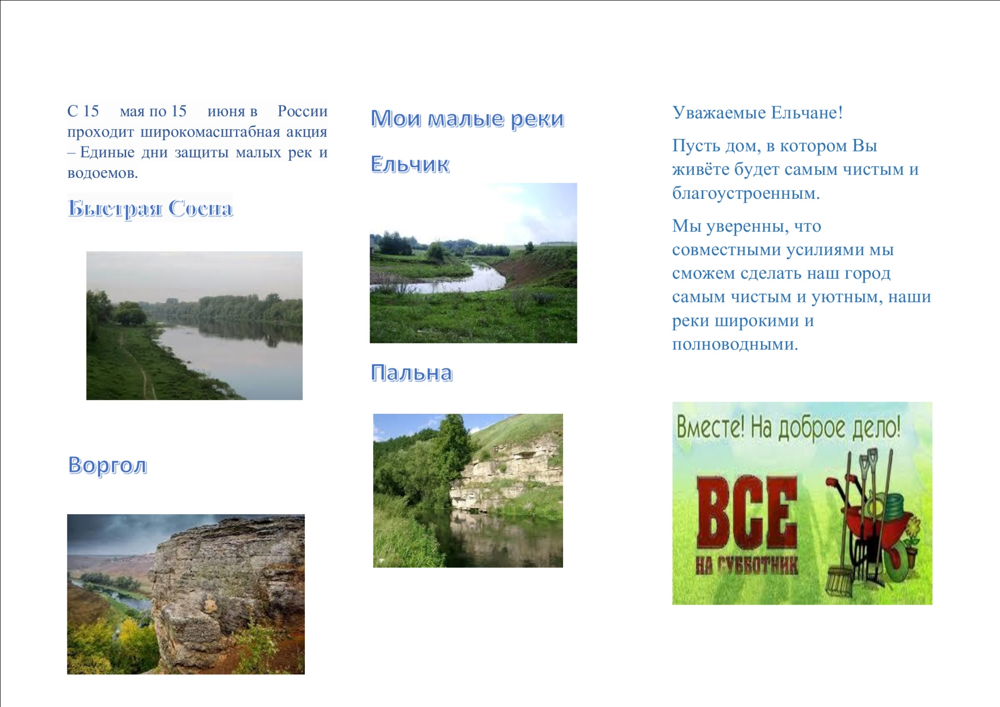 С 15 мая по 15 июня в России
проходит широкомасштабная акция
– Единые дни защиты малых рек и
водоемов.
Быстрая Сосна
Воргол
Мои малые реки
Ельчик
Пальна
Уважаемые Ельчане!
Пусть дом, в котором Вы
живёте будет самым чистым и
благоустроенным.
Мы уверенны, что
совместными усилиями мы
сможем сделать наш город
самым чистым и уютным, наши
реки широкими и
полноводными.
Вместе! На доброе дело!
ВСЕ
НА СУББОТНИК